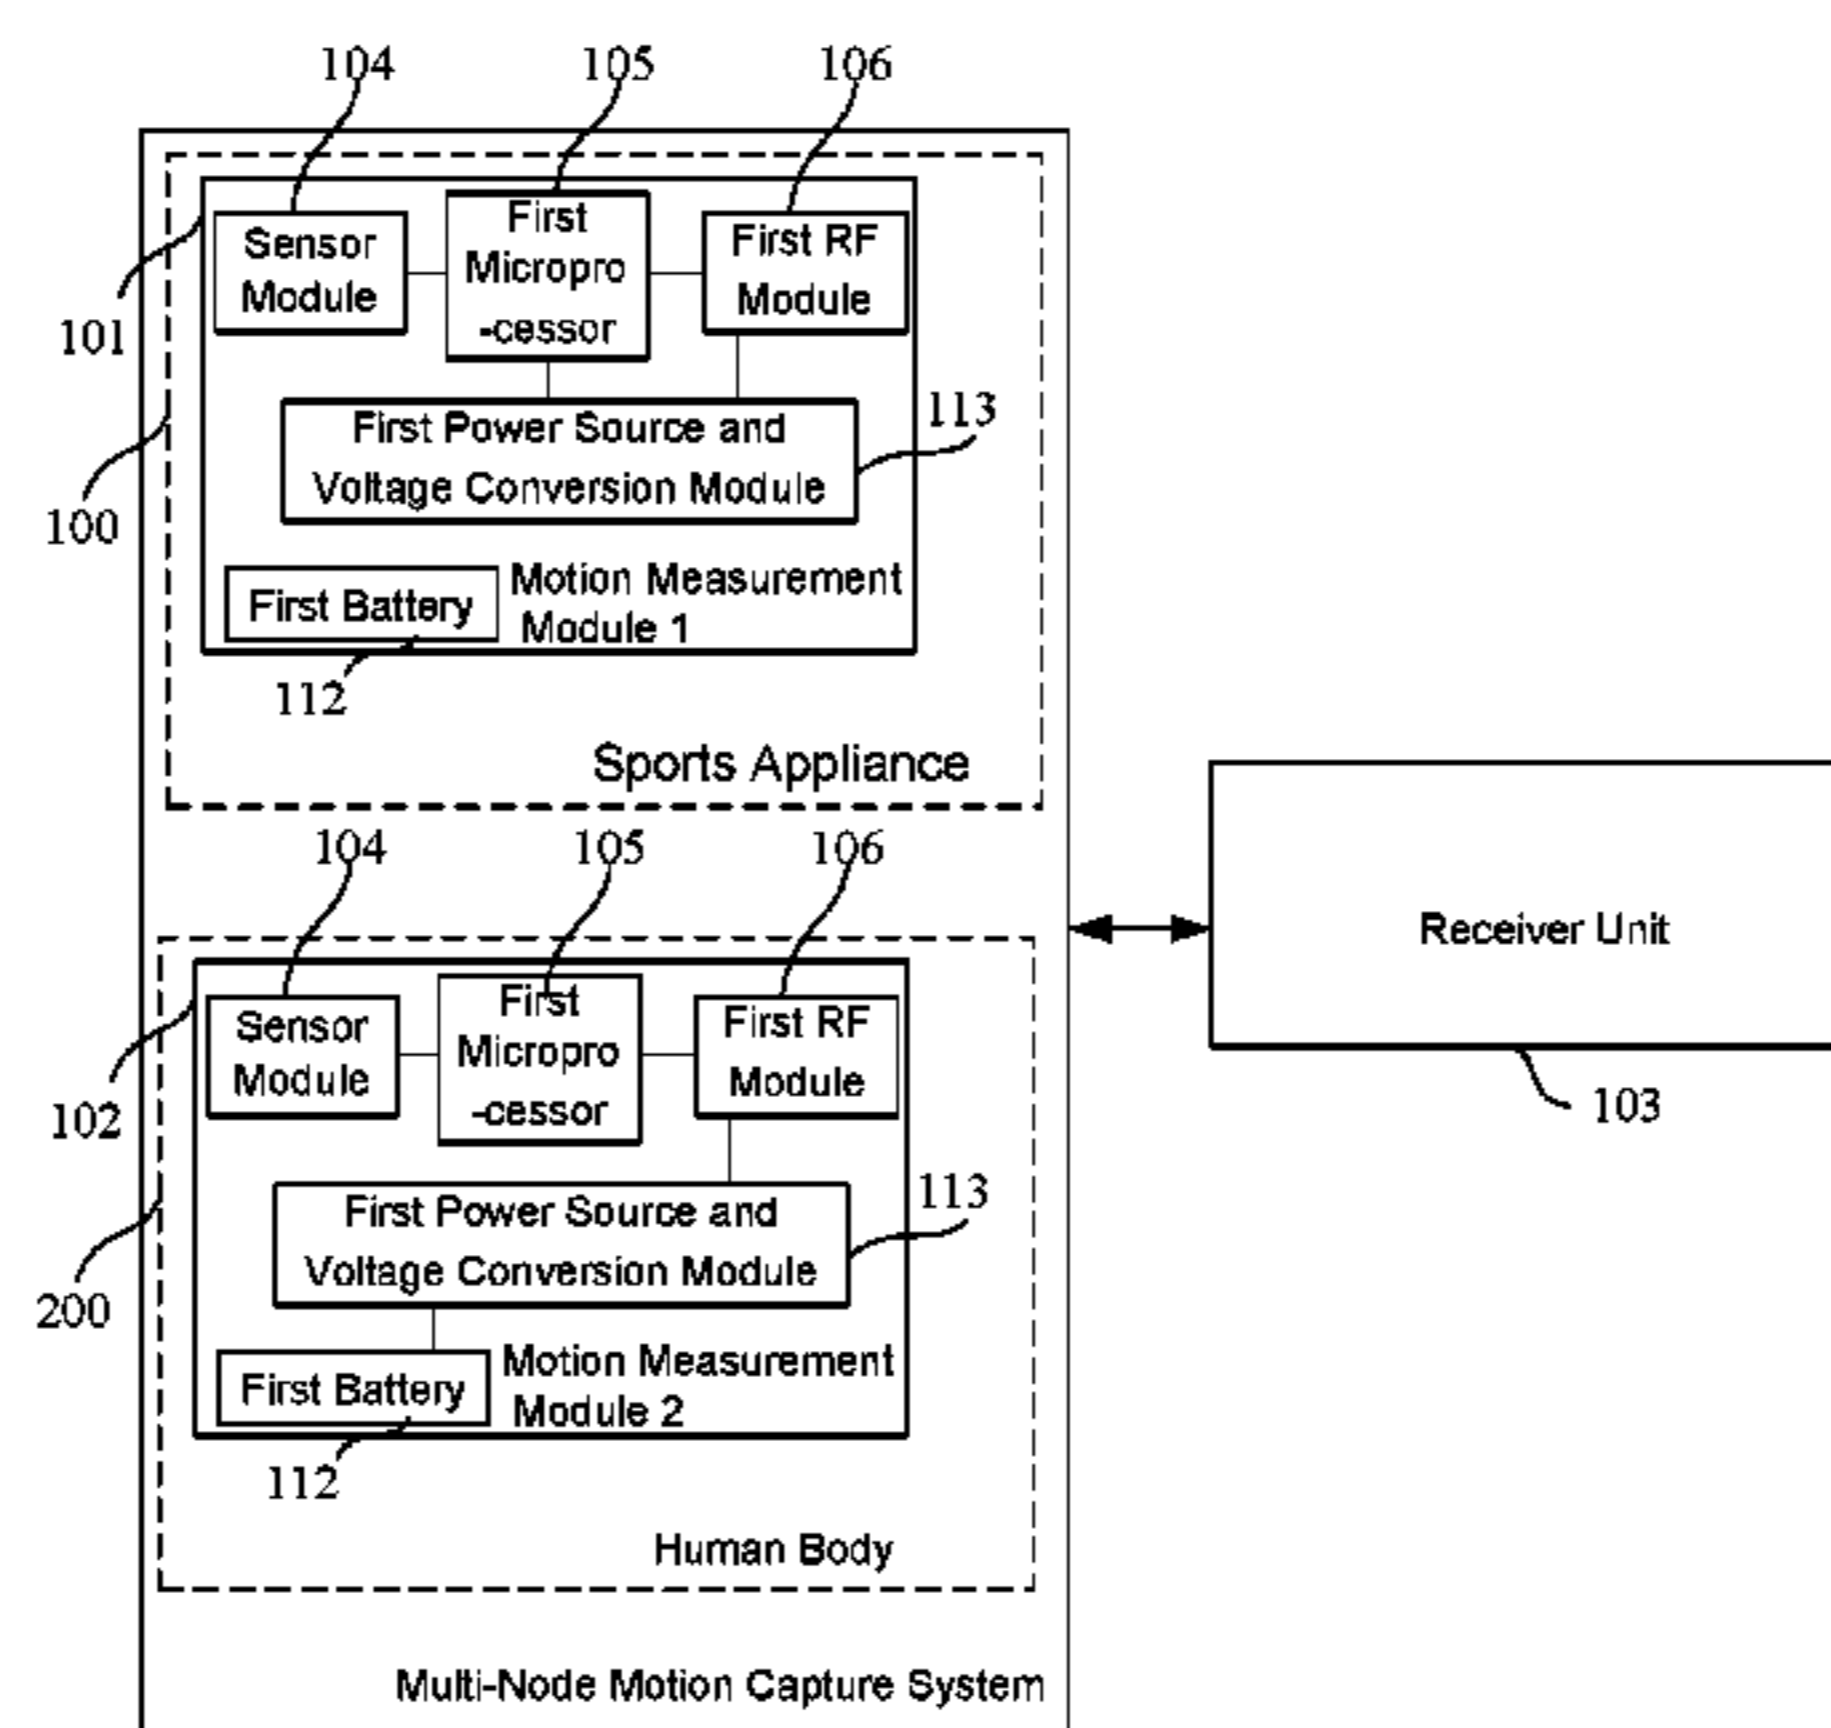 104
105
106
Sensor
Module
First
Micropro
-cessor
First RF
Module
101
First Power Source and
Voltage Conversion Module
113
100
First Battery
Motion Measurement
Module 1
112
Sports Appliance
104
105
106
Sensor
Module
First
Micropro
-cessor
First RF
Module
102
First Power Source and
Voltage Conversion Module
113
200
First Battery
Motion Measurement
Module 2
112
Human Body
Multi-Node Motion Capture System
Receiver Unit
103